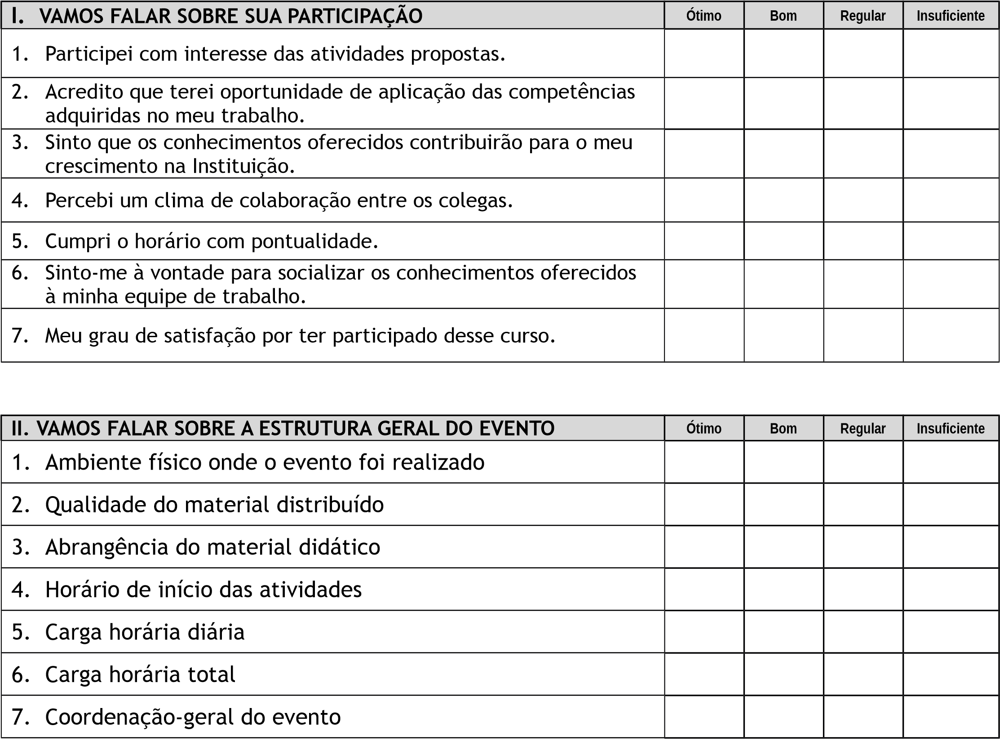 I. VAMOS FALAR SOBRE SUA PARTICIPAÇÃO Ótimo Bom Regular Insuficiente
1. Participei com interesse das atividades propostas.
2. Acredito que terei oportunidade de aplicação das competências
adquiridas no meu trabalho.
3. Sinto que os conhecimentos oferecidos contribuirão para o meu
crescimento na Instituição.
4. Percebi um clima de colaboração entre os colegas.
5. Cumpri o horário com pontualidade.
6. Sinto-me à vontade para socializar os conhecimentos oferecidos
à minha equipe de trabalho.
7. Meu grau de satisfação por ter participado desse curso.
II. VAMOS FALAR SOBRE A ESTRUTURA GERAL DO EVENTO Ótimo Bom Regular Insuficiente
1. Ambiente físico onde o evento foi realizado
2. Qualidade do material distribuído
3. Abrangência do material didático
4. Horário de início das atividades
5. Carga horária diária
6. Carga horária total
7. Coordenação-geral do evento